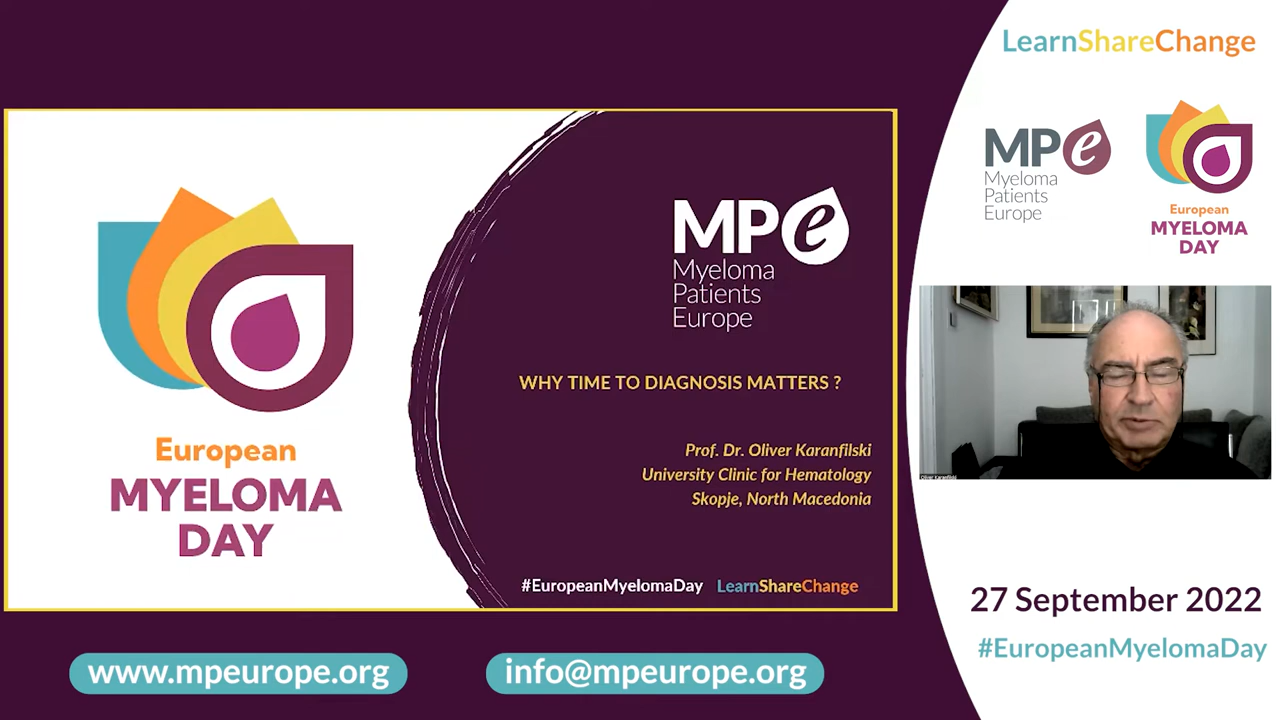 LearnShareChange
MPe
Myeloma
Patients
Europe
European
MYELOMA
DAY
European
MYELOMA
DAY
MPe
Myeloma
Patients
Europe
WHY TIME TO DIAGNOSIS MATTERS ?
Prof. Dr. Oliver Karanfilski
University Clinic for Hematology
Skopje, North Macedonia
#EuropeanMyelomaDay LearnShareChange
Oliver Karanfilski
27 September 2022
#EuropeanMyelomaDay
www.mpeurope.org
info@mpeurope.org